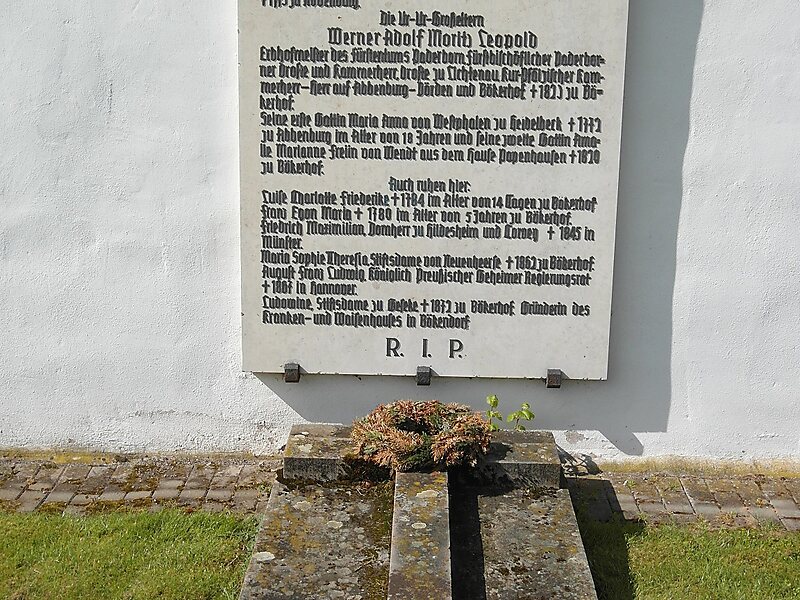 † 1773 zu Abbenburg.
Die Ur-Ur-Großeltern
Werner Adolf Moritz Leopold
Erbhofmeister des Fürstentums Paderborn, Fürstbischöflicher Paderbor=
ner Droste und Kammerherr, Droste zu Lichtenau, Kur-Pfälzischer Kam=
merherr-Herr auf Abbenburg-Vörden und Bökerhof, † 1823 zu Bö=
kerhof.
Seine erste Gattin Maria Anna von Westphalen zu Heidelbeck † 1772
zu Abbenburg im Alter von 18 Jahren und seine zweite Gattin Ama=
lie Marianne Freiin von Wendt aus dem Hause Papenhausen † 1820
zu Bökerhof.
Auch ruhen hier:
Luise Charlotte Friederike † 1784 im Alter von 14 Tagen zu Bökerhof
Franz Egon Maria † 1780 im Alter von 5 Jahren zu Bökerhof.
Friedrich Maximilian, Domherr zu Hildesheim und Corvey † 1845 in
Münster.
Maria Sophie Theresia, Stiftsdame von Neuenheerse † 1862 zu Bökerhof.
August Franz Ludwig, Königlich Preußischer Geheimer Regierungsrat
† 1867 in Hannover.
Ludowine, Stiftsdame zu Geseke † 1872 zu Bökerhof. Gründerin des
Kranken- und Waisenhauses in Bökendorf
R. I. P.